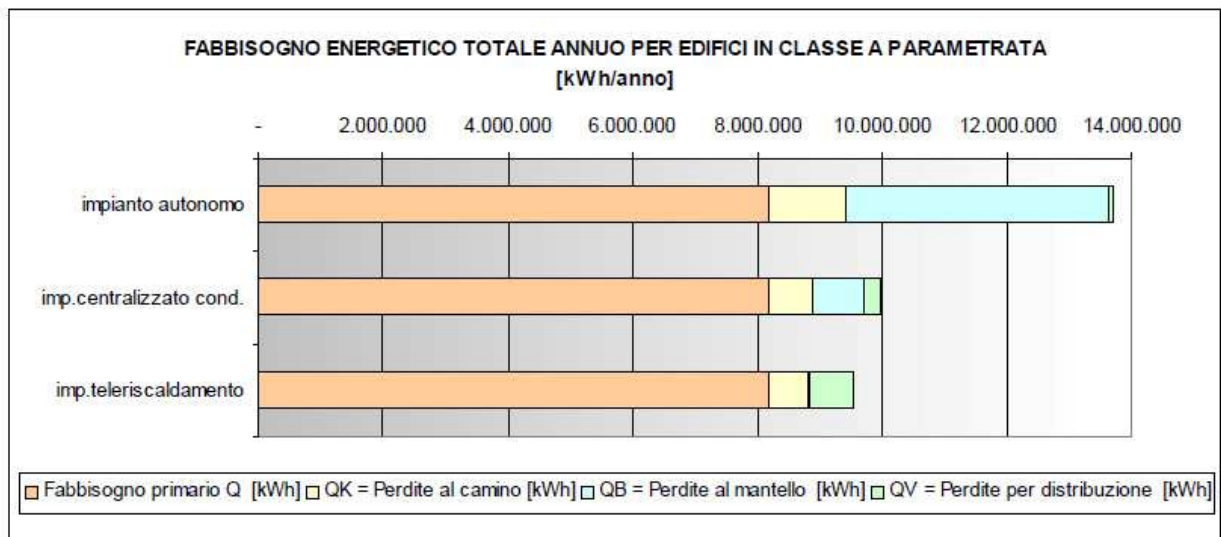 FABBISOGNO ENERGETICO TOTALE ANNUO PER EDIFICI IN CLASSE A PARAMETRATA
[kWh/anno]
- 2.000.000 4.000.000 6.000.000 8.000.000 10.000.000 12.000.000 14.000.000
impianto autonomo
imp.centralizzato cond.
imp.teleriscaldamento
Fabbisogno primario Q [kWh] QK = Perdite al camino [kWh] QB = Perdite al mantello [kWh] QV = Perdite per distribuzione [kWh]